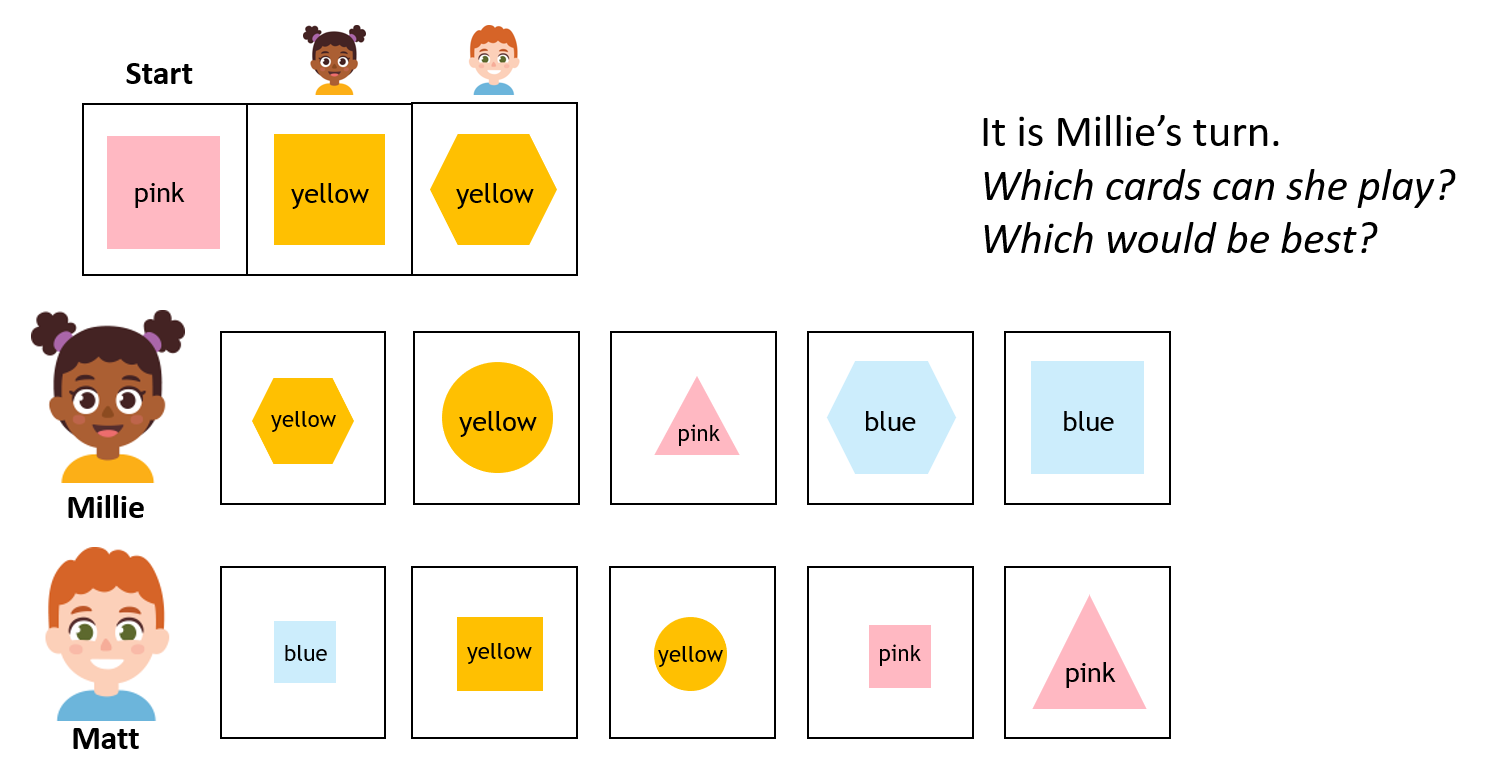 Start
pink
yellow
yellow
It is Millie’s turn.
Which cards can she play?
Which would be best?
yellow
yellow
pink
blue
blue
Millie
blue
yellow
yellow
pink
pink
Matt